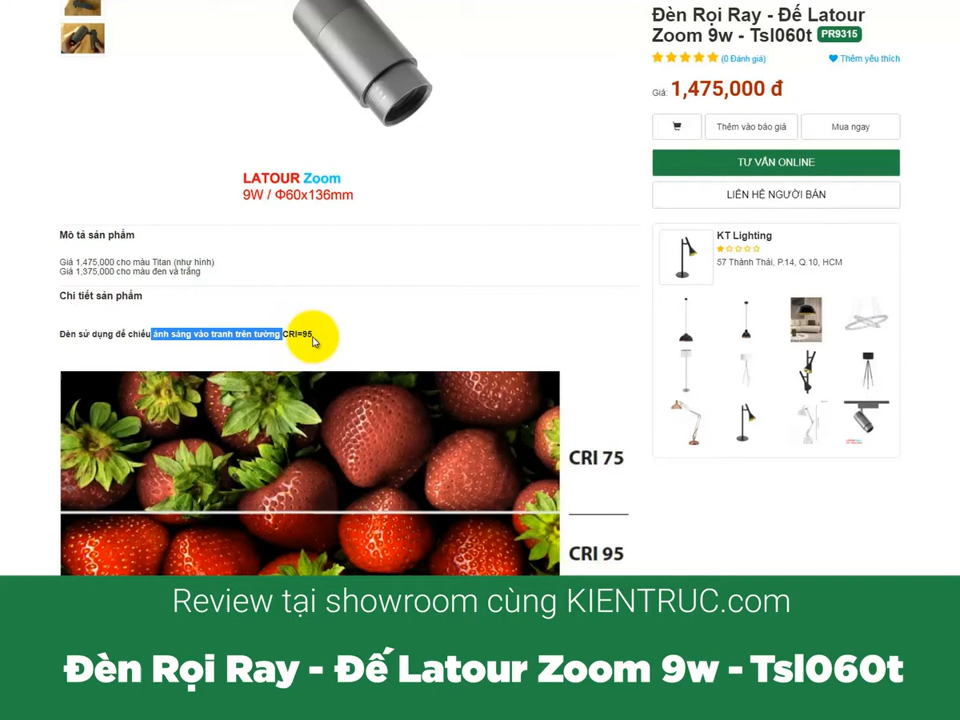 Đèn Rọi Ray - Đế Latour
Zoom 9w - Tsl060t PR9315
(0 Đánh giá)
Thêm yêu thích
Giá: 1,475,000 đ
Thêm vào báo giá
Mua ngay
TƯ VẤN ONLINE
LIÊN HỆ NGƯỜI BÁN
LATOUR Zoom
9W / Φ60x136mm
Mô tả sản phẩm
Giá 1,475,000 cho màu Titan (như hình)
Giá 1,375,000 cho màu đen và trắng
Chi tiết sản phẩm
Đèn sử dụng để chiếu ánh sáng vào tranh trên tường CRI=95
KT Lighting
57 Thành Thái, P.14, Q.10, HCM
CRI 75
CRI 95
Review tại showroom cùng KIENTRUC.com
Đèn Rọi Ray - Đế Latour Zoom 9w - Tsl060t